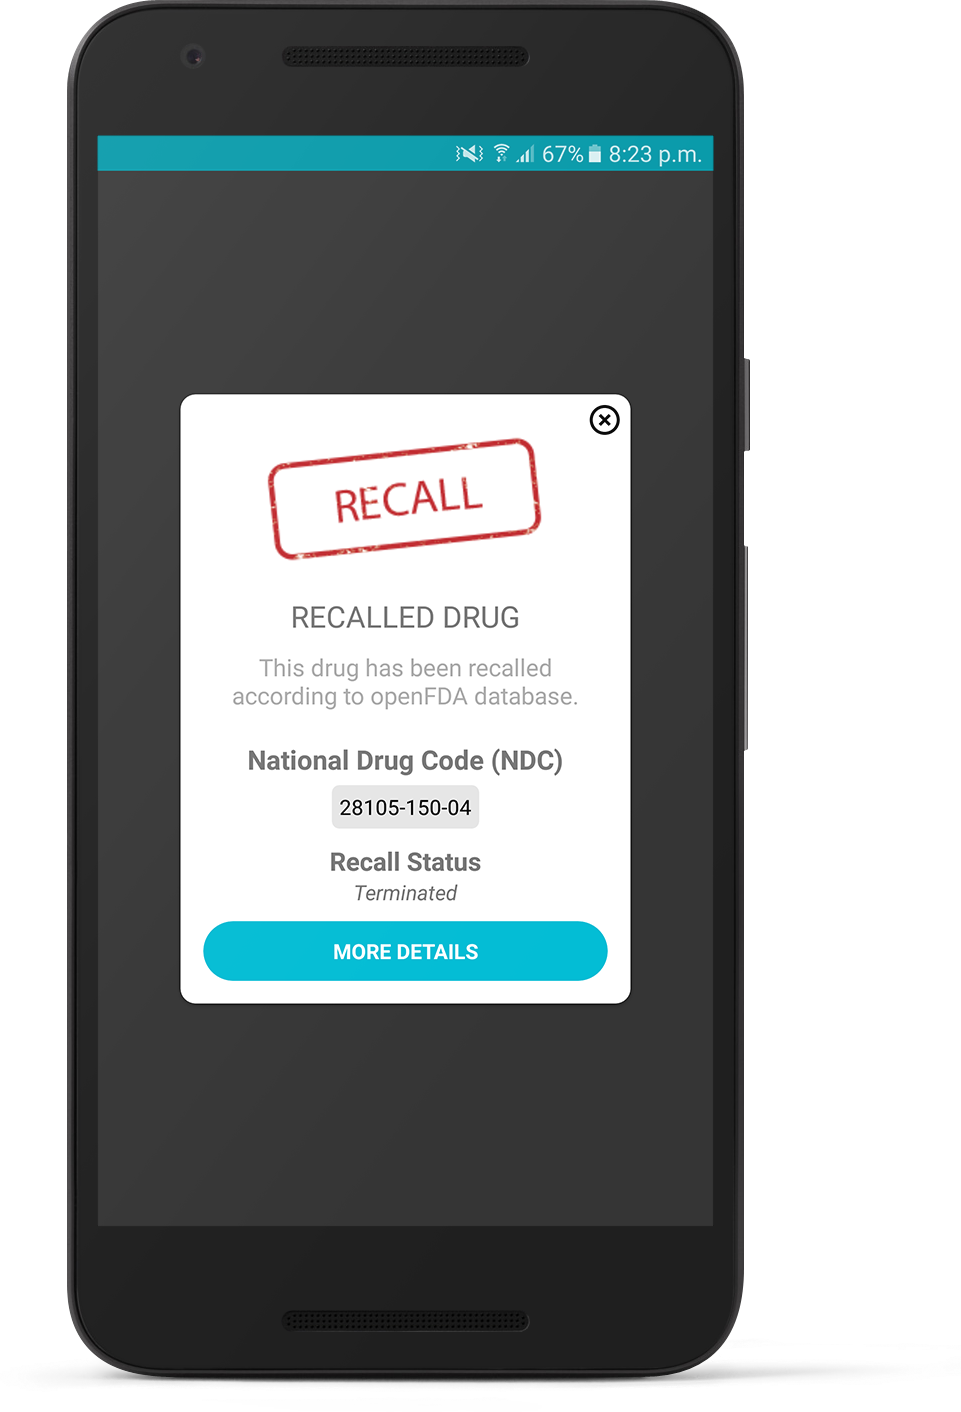 67% 8:23 p.m.
RECALL
RECALLED DRUG
This drug has been recalled
according to openFDA database.
National Drug Code (NDC)
28105-150-04
Recall Status
Terminated
MORE DETAILS